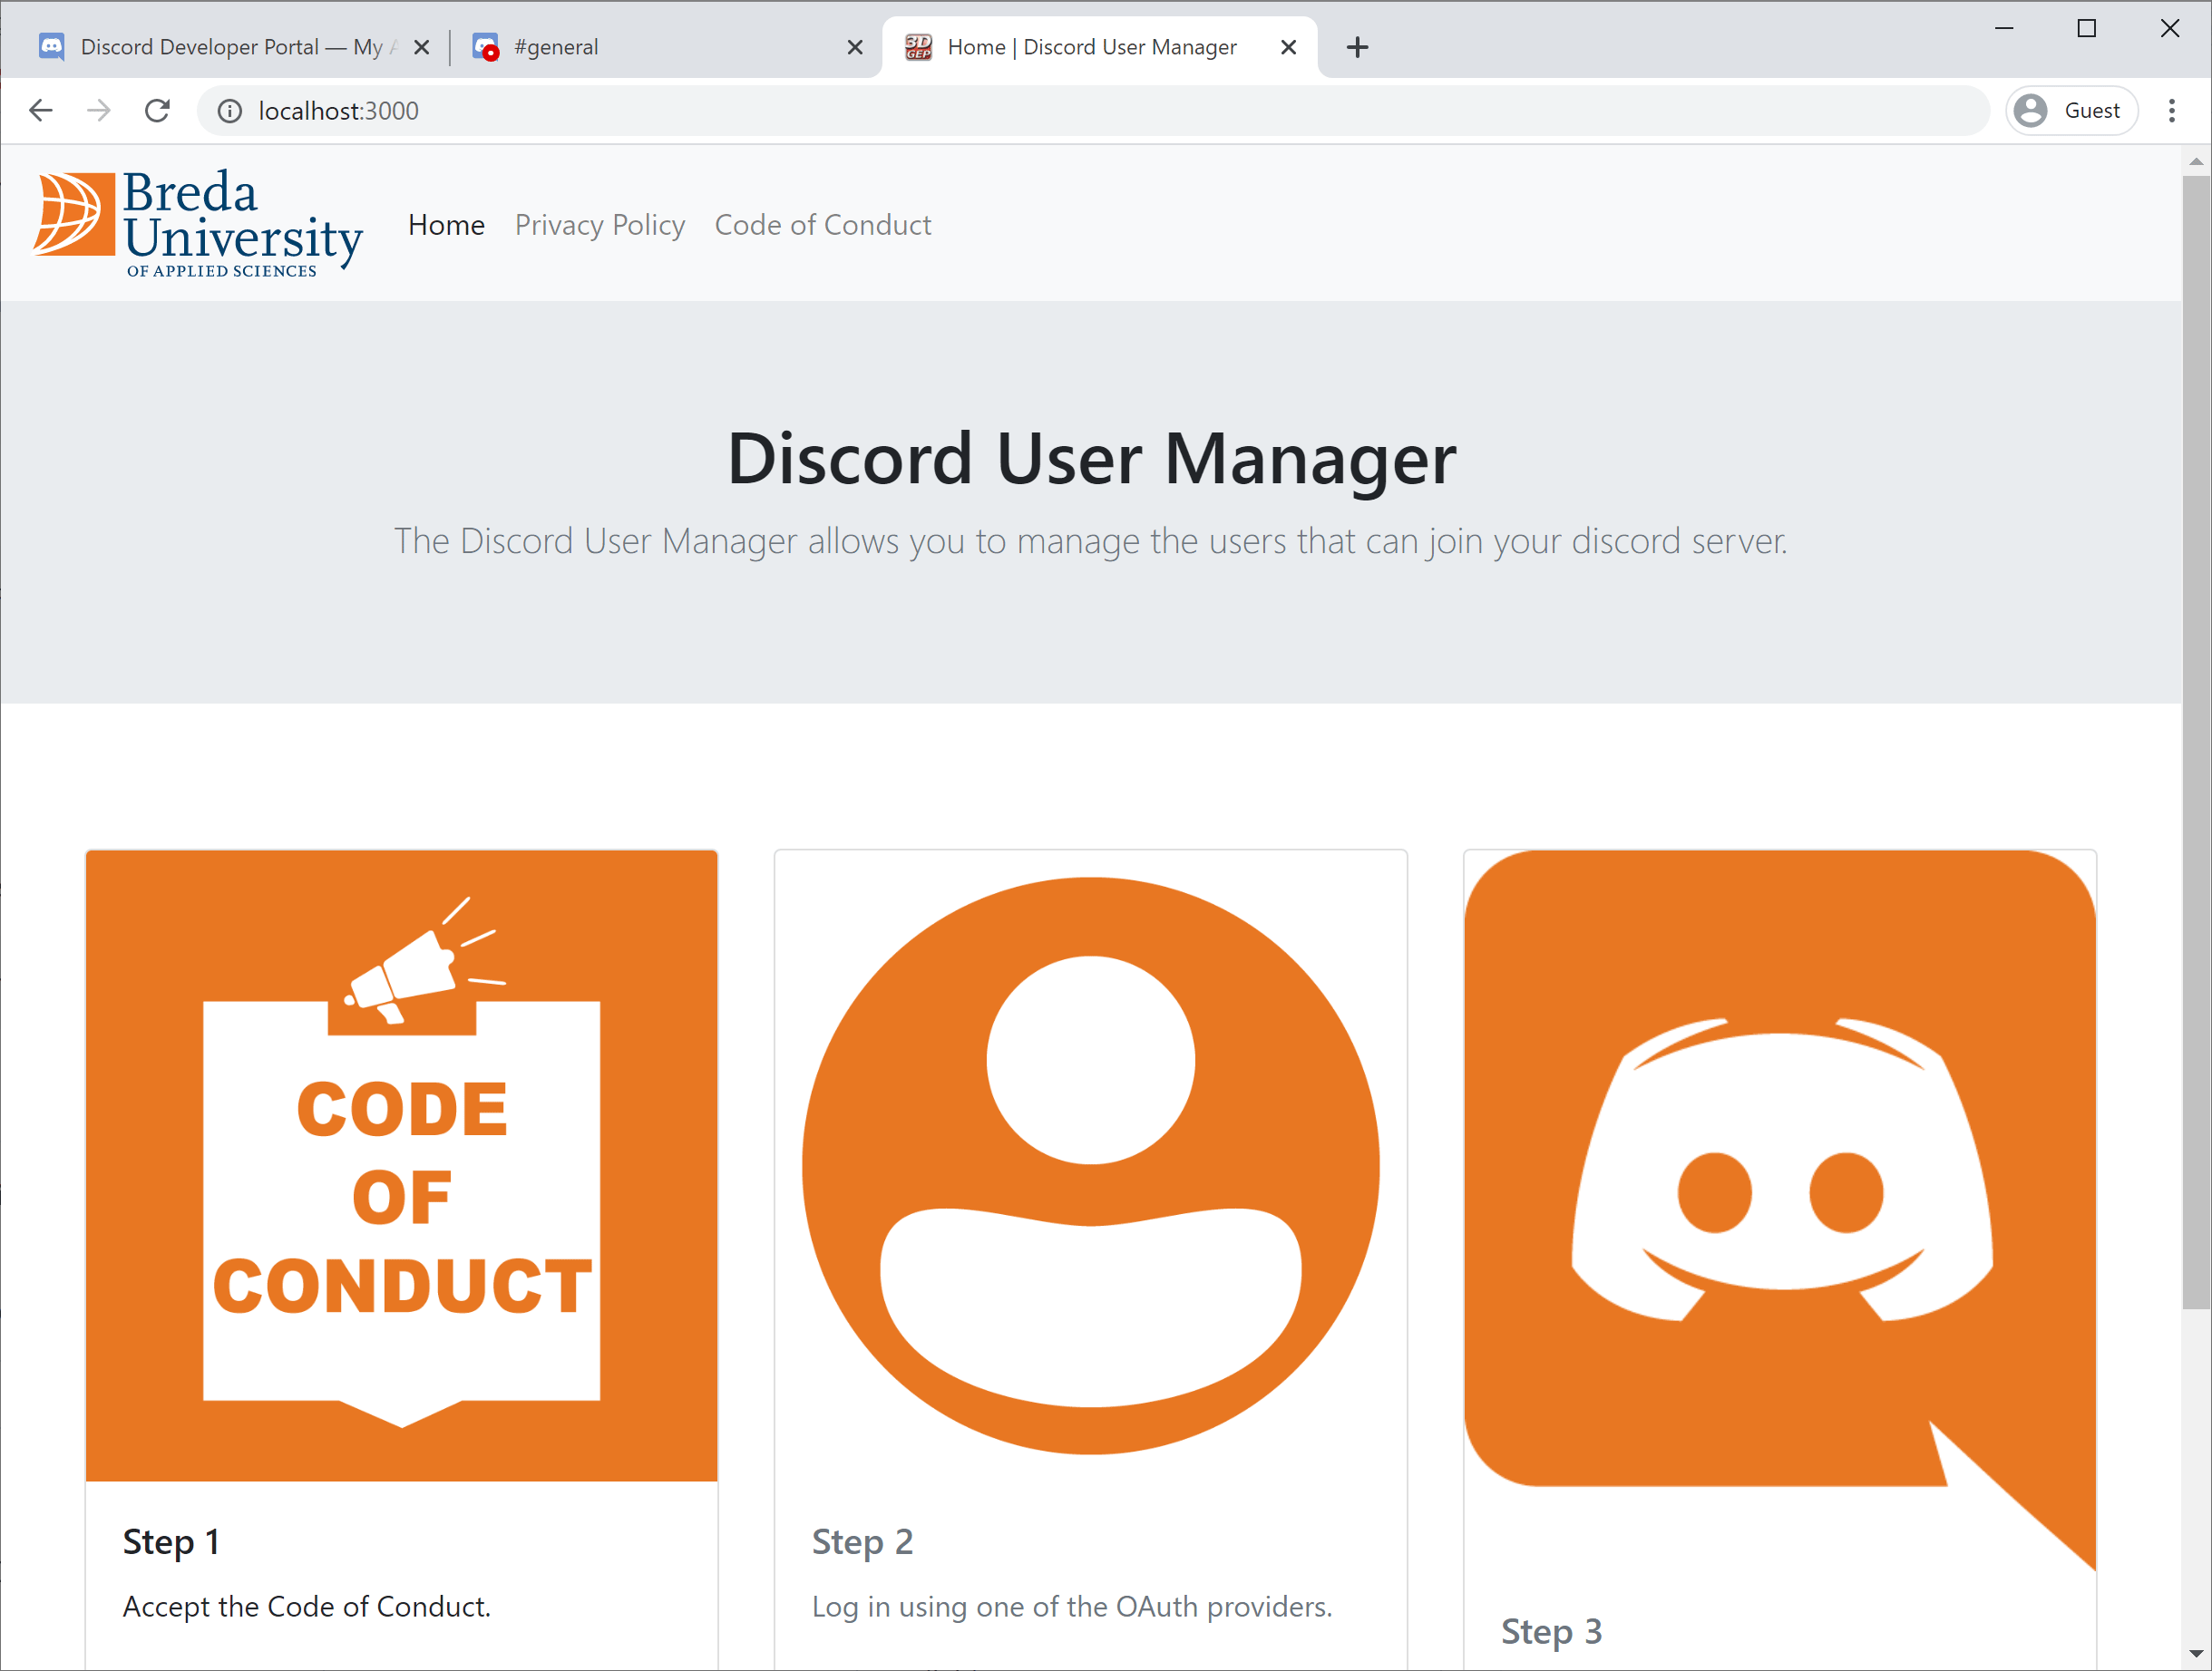 Discord Developer Portal — My
#general
3D
GEP
Home | Discord User Manager
localhost:3000
Guest
Breda
University
OF APPLIED SCIENCES
Home
Privacy Policy
Code of Conduct
Discord User Manager
The Discord User Manager allows you to manage the users that can join your discord server.
CODE
OF
CONDUCT
Step 1
Accept the Code of Conduct.
Step 2
Log in using one of the OAuth providers.
Step 3